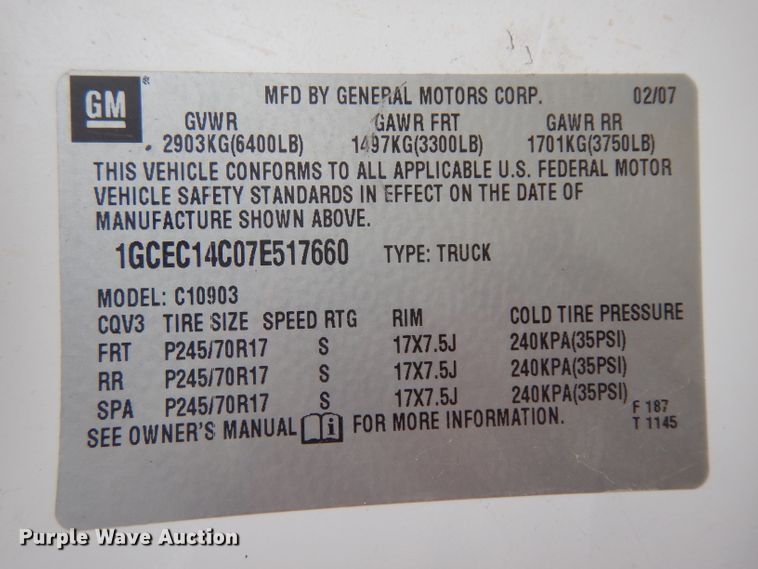 GM MFD BY GENERAL MOTORS CORP. 02/07
GVWR GAWR FRT GAWR RR
2903KG(6400LB) 1497KG(3300LB) 1701KG(3750LB)
THIS VEHICLE CONFORMS TO ALL APPLICABLE U.S. FEDERAL MOTOR
VEHICLE SAFETY STANDARDS IN EFFECT ON THE DATE OF
MANUFACTURE SHOWN ABOVE.
1GCEC14C07E517660 TYPE: TRUCK
MODEL: C10903
CQV3 TIRE SIZE SPEED RTG RIM COLD TIRE PRESSURE
FRT P245/70R17 S 17X7.5J 240KPA(35PSI)
RR P245/70R17 S 17X7.5J 240KPA(35PSI)
SPA P245/70R17 S 17X7.5J 240KPA(35PSI)
SEE OWNER'S MANUAL FOR MORE INFORMATION.
F 187
T 1145
Purple Wave Auction